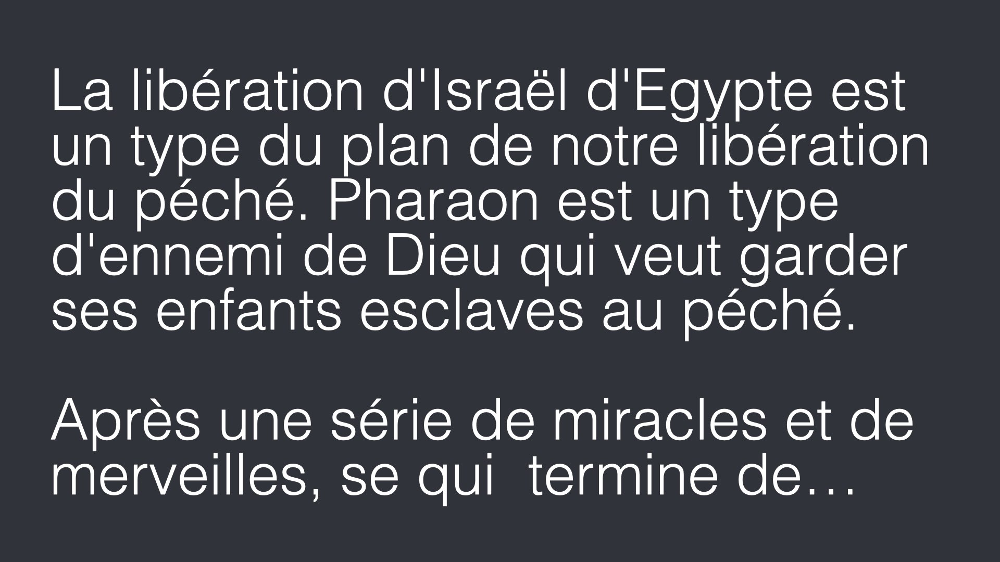 La libération d'Israël d'Egypte est
un type du plan de notre libération
du péché. Pharaon est un type
d'ennemi de Dieu qui veut garder
ses enfants esclaves au péché.
Après une série de miracles et de
merveilles, se qui  termine de...